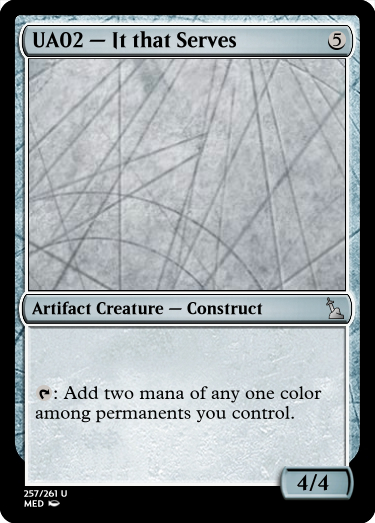 UA02 — It that Serves 5
Artifact Creature — Construct
: Add two mana of any one color
among permanents you control.
4/4
257/261 U
MED